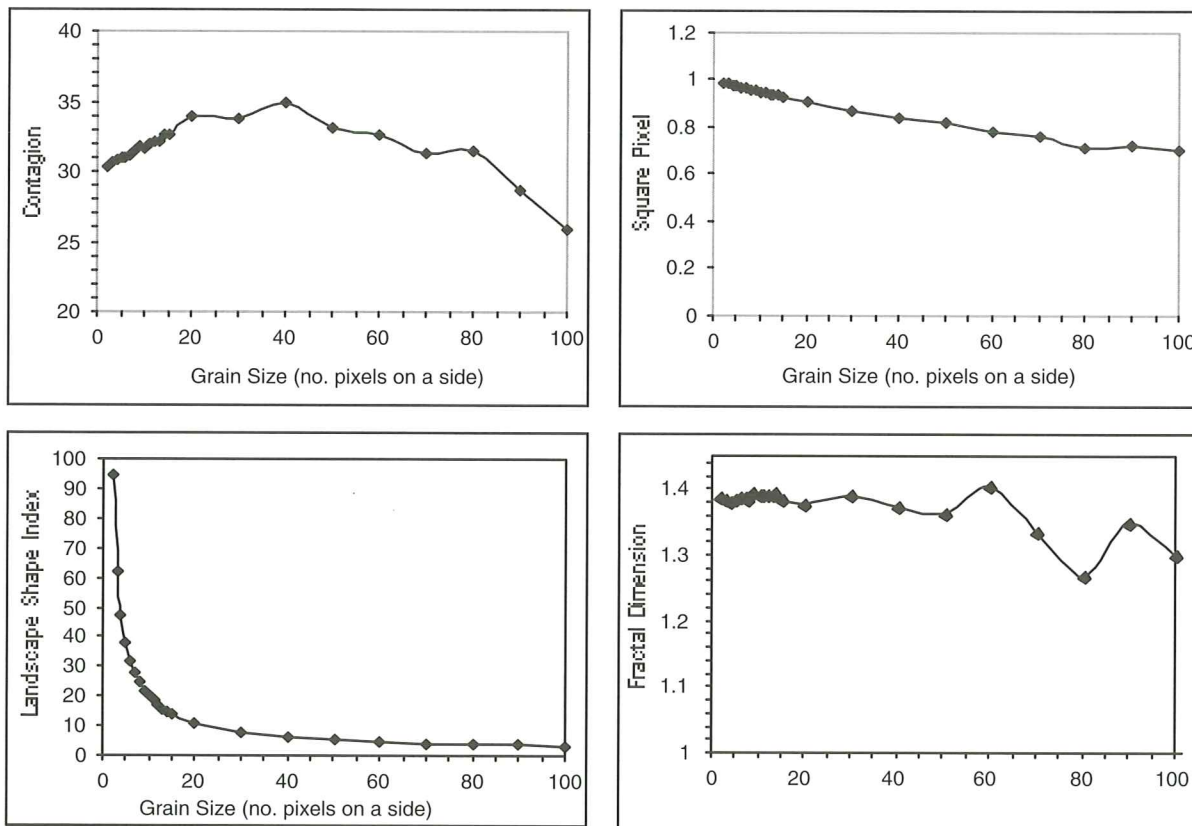 Contagion
40
35
30
25
20
0 20 40 60 80 100
Grain Size (no. pixels on a side)
Square Pixel
1.2
1
0.8
0.6
0.4
0.2
0
0 20 40 60 80 100
Grain Size (no. pixels on a side)
Landscape Shape Index
100
90
80
70
60
50
40
30
20
10
0
0 20 40 60 80 100
Grain Size (no. pixels on a side)
Fractal Dimension
1.4
1.3
1.2
1.1
1
0 20 40 60 80 100